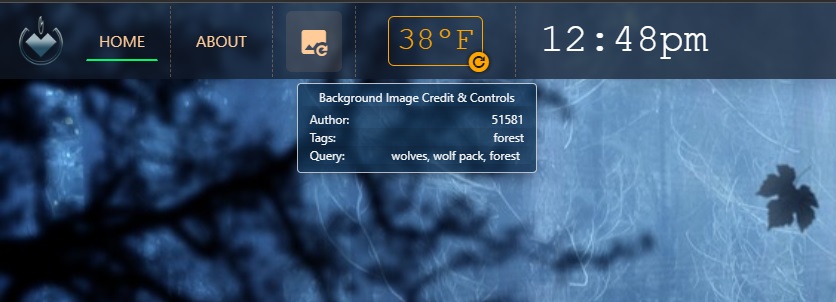 HOME
ABOUT
38°F
12:48pm
Background Image Credit & Controls
Author: 51581
Tags: forest
Query: wolves, wolf pack, forest